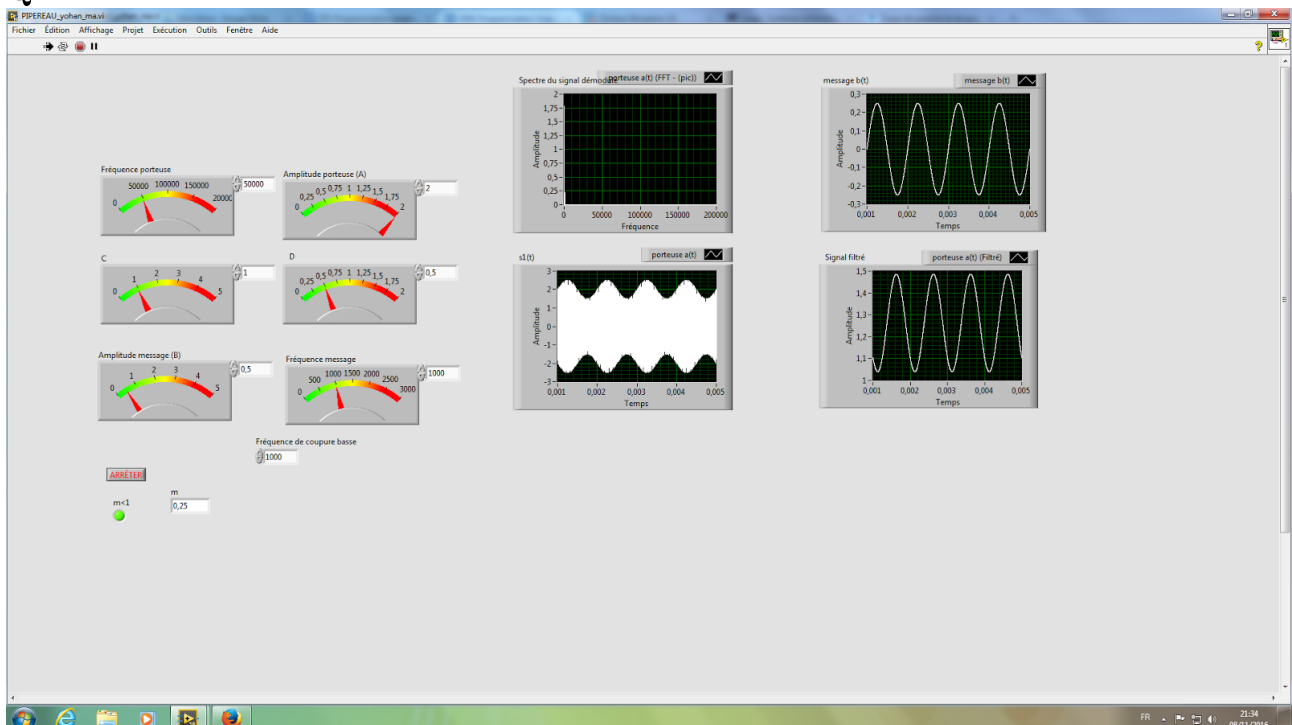 PIPEREAU_yohan_ma.vi
Fichier Édition Affichage Projet Exécution Outils Fenêtre Aide
Fréquence porteuse
0 50000 100000 150000
50000
Amplitude porteuse (A)
0 0,25 0,5 0,75 1 1,25 1,5 1,75 2
2
C
0 1 2 3 4 5
1
D
0 0,25 0,5 0,75 1 1,25 1,5 1,75 2
0,5
Amplitude message (B)
0 1 2 3 4 5
0,5
Fréquence message
0 500 1000 1500 2000 2500 3000
1000
Fréquence de coupure basse
1000
ARRÊTER
m<1
m
0,25
Spectre du signal démodulé
porteuse a(t) (FFT - (pic))
Amplitude
2
1,75
1,5
1,25
1
0,75
0,5
0,25
0
0 50000 100000 150000 200000
Fréquence
message b(t)
message b(t)
Amplitude
0,3
0,2
0,1
0
-0,1
-0,2
-0,3
0,001 0,002 0,003 0,004 0,005
Temps
s1(t)
porteuse a(t)
Amplitude
3
2
1
0
-1
-2
-3
0,001 0,002 0,003 0,004 0,005
Temps
Signal filtré
porteuse a(t) (Filtré)
Amplitude
1,5
1,4
1,3
1,2
1,1
1
0,001 0,002 0,003 0,004 0,005
Temps
FR
21:34